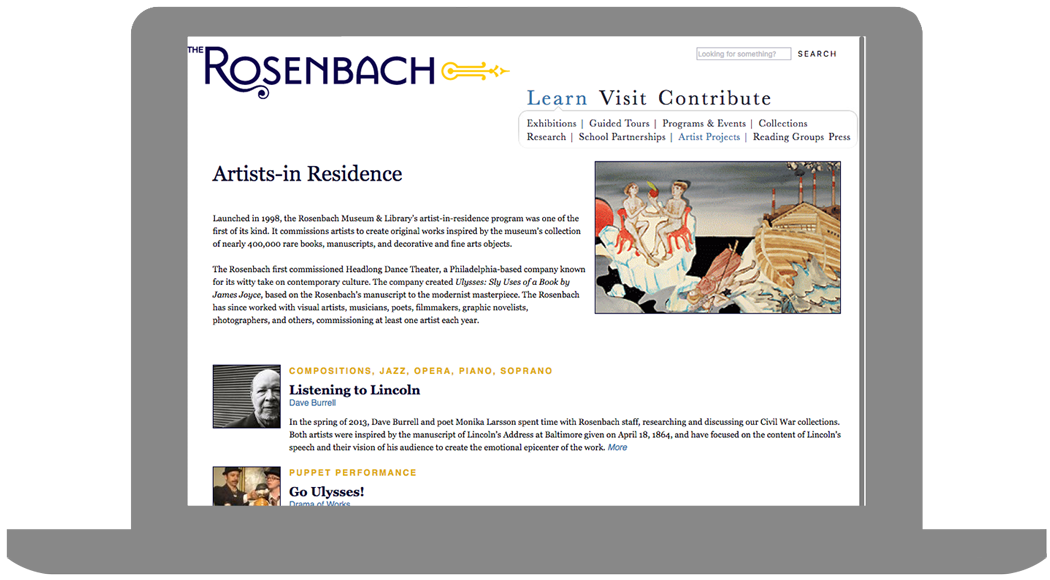 THE ROSENBACH
Looking for something? SEARCH
Learn Visit Contribute
Exhibitions | Guided Tours | Programs & Events | Collections
Research | School Partnerships | Artist Projects | Reading Groups Press
Artists-in Residence
Launched in 1998, the Rosenbach Museum & Library's artist-in-residence program was one of the
first of its kind. It commissions artists to create original works inspired by the museum's collection
of nearly 400,000 rare books, manuscripts, and decorative and fine arts objects.
The Rosenbach first commissioned Headlong Dance Theater, a Philadelphia-based company known
for its witty take on contemporary culture. The company created Ulysses: Sly Uses of a Book by
James Joyce, based on the Rosenbach's manuscript to the modernist masterpiece. The Rosenbach
has since worked with visual artists, musicians, poets, filmmakers, graphic novelists,
photographers, and others, commissioning at least one artist each year.
COMPOSITIONS, JAZZ, OPERA, PIANO, SOPRANO
Listening to Lincoln
Dave Burrell
In the spring of 2013, Dave Burrell and poet Monika Larsson spent time with Rosenbach staff, researching and discussing our Civil War collections.
Both artists were inspired by the manuscript of Lincoln's Address at Baltimore given on April 18, 1864, and have focused on the content of Lincoln's
speech and their vision of his audience to create the emotional epicenter of the work. More
PUPPET PERFORMANCE
Go Ulysses!
Drama of Works